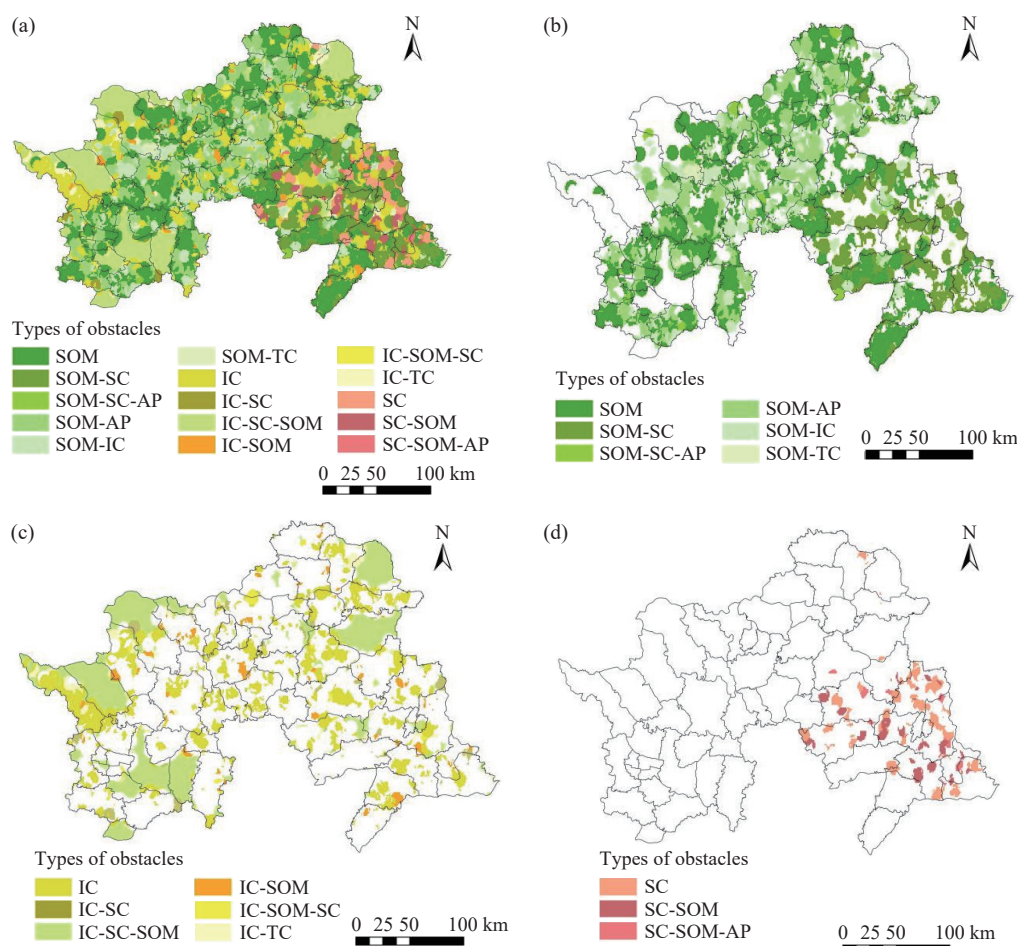 (a)
N
Types of obstacles
SOM
SOM-SC
SOM-SC-AP
SOM-AP
SOM-IC
SOM-TC
IC
IC-SC
IC-SC-SOM
IC-SOM
IC-SOM-SC
IC-TC
SC
SC-SOM
SC-SOM-AP
0 25 50 100 km
(b)
N
Types of obstacles
SOM
SOM-SC
SOM-SC-AP
SOM-AP
SOM-IC
SOM-TC
0 25 50 100 km
(c)
N
Types of obstacles
IC
IC-SC
IC-SC-SOM
IC-SOM
IC-SOM-SC
IC-TC
0 25 50 100 km
(d)
N
Types of obstacles
SC
SC-SOM
SC-SOM-AP
0 25 50 100 km